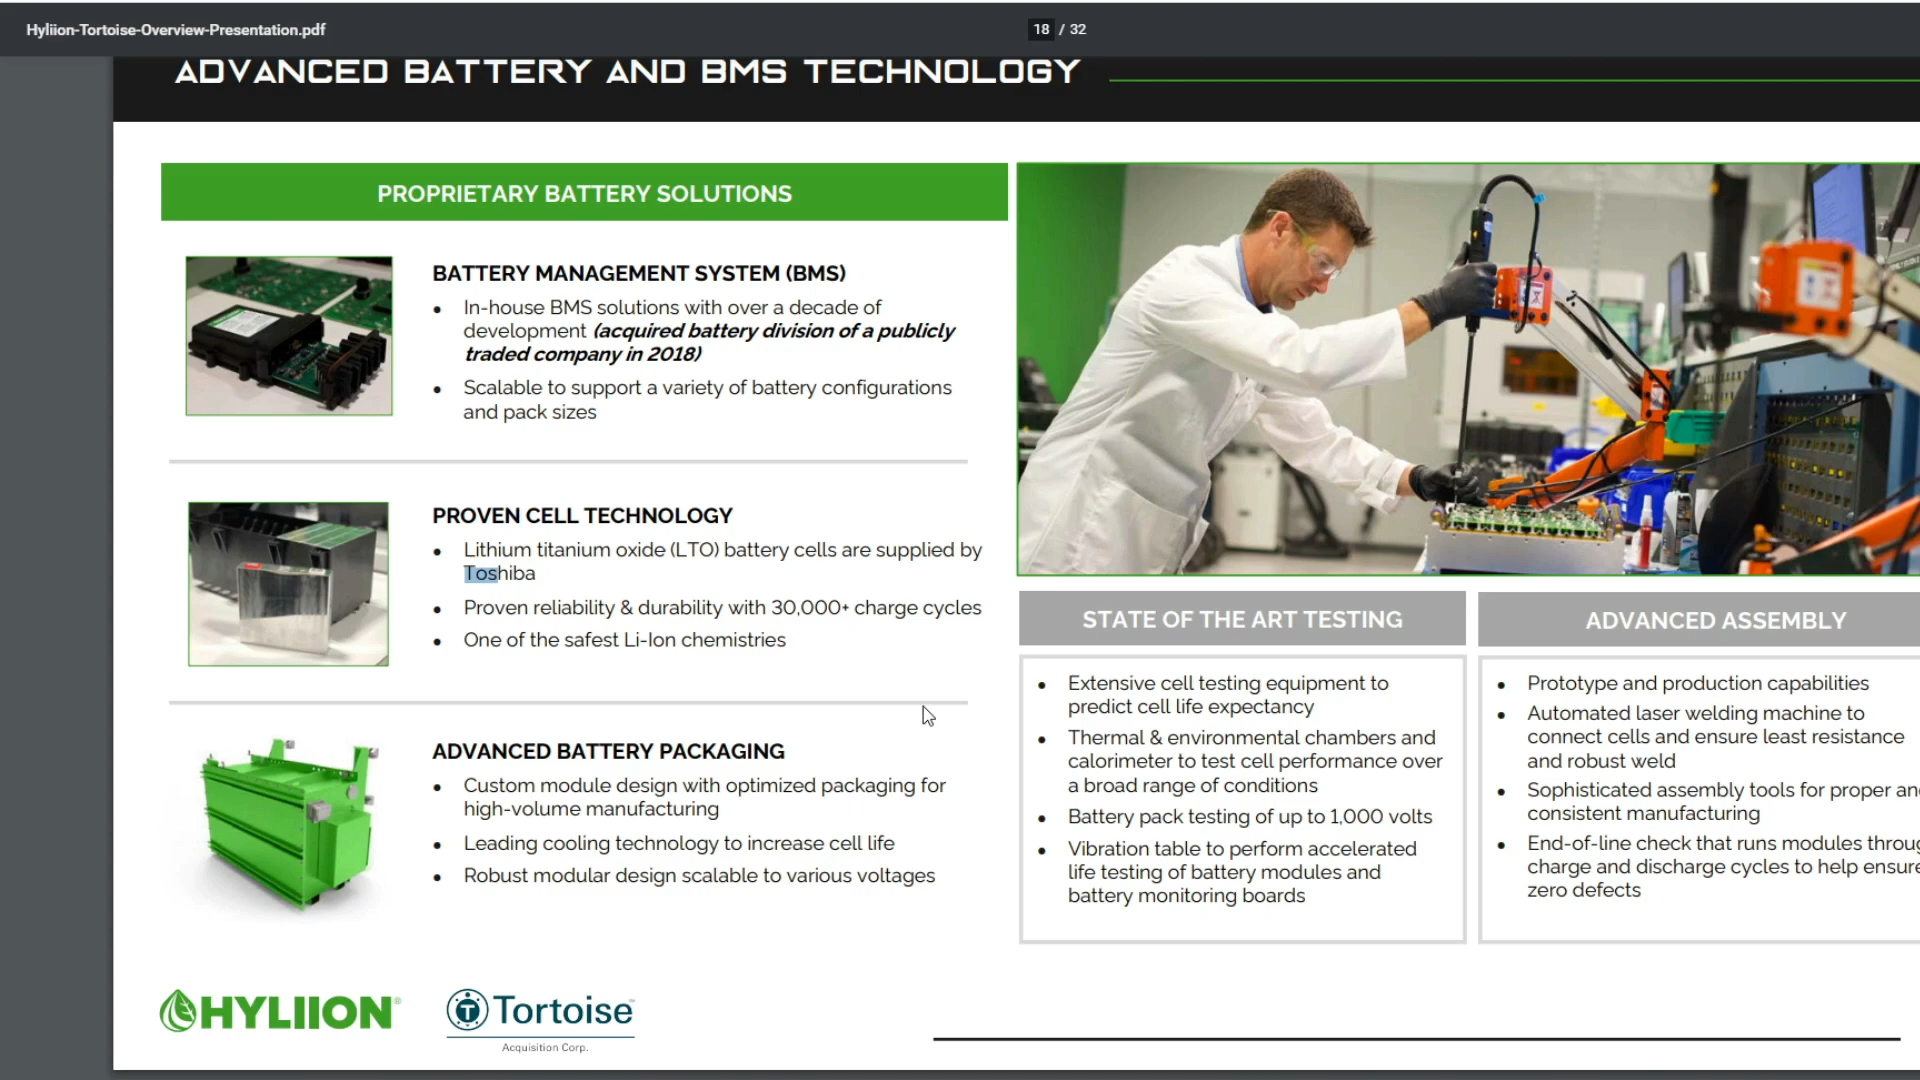 Hyliion-Tortoise-Overview-Presentation.pdf
18 / 32
ADVANCED BATTERY AND BMS TECHNOLOGY
PROPRIETARY BATTERY SOLUTIONS
BATTERY MANAGEMENT SYSTEM (BMS)
• In-house BMS solutions with over a decade of
development (acquired battery division of a publicly
traded company in 2018)
• Scalable to support a variety of battery configurations
and pack sizes
PROVEN CELL TECHNOLOGY
• Lithium titanium oxide (LTO) battery cells are supplied by
Toshiba
• Proven reliability & durability with 30,000+ charge cycles
• One of the safest Li-Ion chemistries
ADVANCED BATTERY PACKAGING
• Custom module design with optimized packaging for
high-volume manufacturing
• Leading cooling technology to increase cell life
• Robust modular design scalable to various voltages
STATE OF THE ART TESTING
• Extensive cell testing equipment to
predict cell life expectancy
• Thermal & environmental chambers and
calorimeter to test cell performance over
a broad range of conditions
• Battery pack testing of up to 1,000 volts
• Vibration table to perform accelerated
life testing of battery modules and
battery monitoring boards
ADVANCED ASSEMBLY
• Prototype and production capabilities
• Automated laser welding machine to
connect cells and ensure least resistance
and robust weld
• Sophisticated assembly tools for proper an
consistent manufacturing
• End-of-line check that runs modules throug
charge and discharge cycles to help ensure
zero defects
HYLIION®
T Tortoise™
Acquisition Corp.